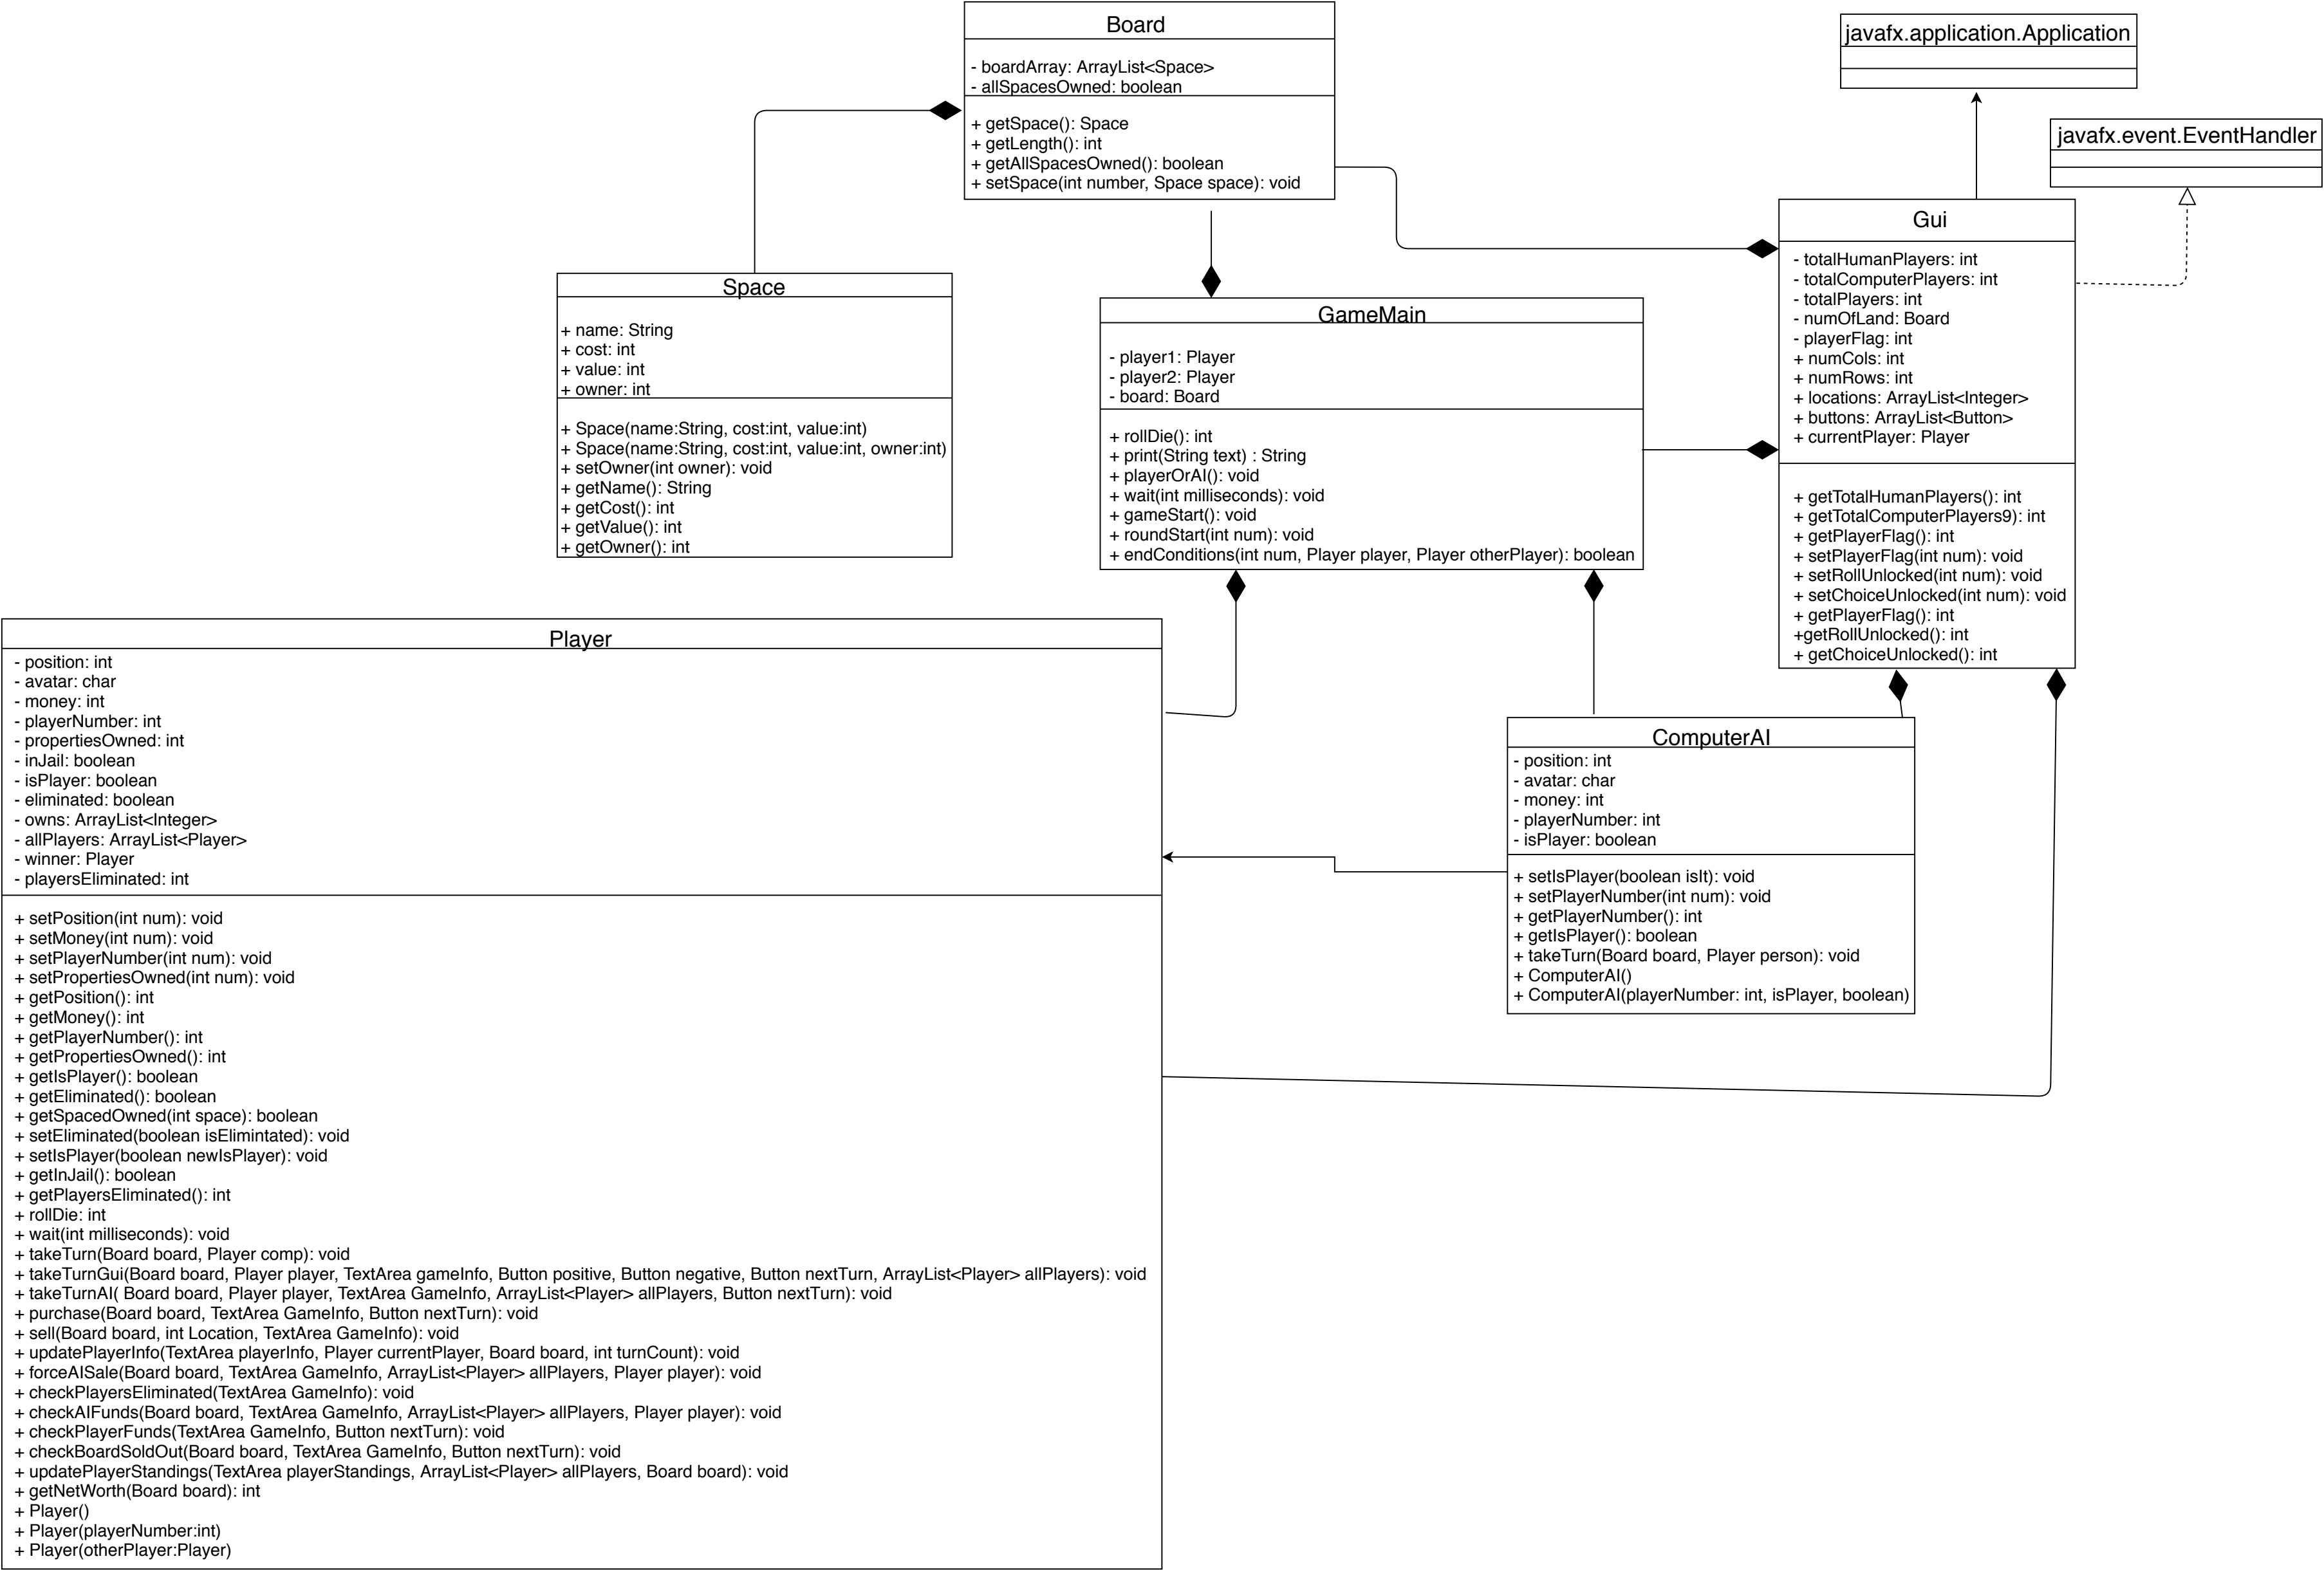 Board
- boardArray: ArrayList<Space>
- allSpacesOwned: boolean
+ getSpace(): Space
+ getLength(): int
+ getAllSpacesOwned(): boolean
+ setSpace(int number, Space space): void
javafx.application.Application
javafx.event.EventHandler
Gui
- totalHumanPlayers: int
- totalComputerPlayers: int
- totalPlayers: int
- numOfLand: Board
- playerFlag: int
+ numCols: int
+ numRows: int
+ locations: ArrayList<Integer>
+ buttons: ArrayList<Button>
+ currentPlayer: Player
+ getTotalHumanPlayers(): int
+ getTotalComputerPlayers9): int
+ getPlayerFlag(): int
+ setPlayerFlag(int num): void
+ setRollUnlocked(int num): void
+ setChoiceUnlocked(int num): void
+ getPlayerFlag(): int
+getRollUnlocked(): int
+ getChoiceUnlocked(): int
Space
+ name: String
+ cost: int
+ value: int
+ owner: int
+ Space(name:String, cost:int, value:int)
+ Space(name:String, cost:int, value:int, owner:int)
+ setOwner(int owner): void
+ getName(): String
+ getCost(): int
+ getValue(): int
+ getOwner(): int
GameMain
- player1: Player
- player2: Player
- board: Board
+ rollDie(): int
+ print(String text) : String
+ playerOrAI(): void
+ wait(int milliseconds): void
+ gameStart(): void
+ roundStart(int num): void
+ endConditions(int num, Player player, Player otherPlayer): boolean
Player
- position: int
- avatar: char
- money: int
- playerNumber: int
- propertiesOwned: int
- inJail: boolean
- isPlayer: boolean
- eliminated: boolean
- owns: ArrayList<Integer>
- allPlayers: ArrayList<Player>
- winner: Player
- playersEliminated: int
+ setPosition(int num): void
+ setMoney(int num): void
+ setPlayerNumber(int num): void
+ setPropertiesOwned(int num): void
+ getPosition(): int
+ getMoney(): int
+ getPlayerNumber(): int
+ getPropertiesOwned(): int
+ getIsPlayer(): boolean
+ getEliminated(): boolean
+ getSpacedOwned(int space): boolean
+ setEliminated(boolean isElimintated): void
+ setIsPlayer(boolean newIsPlayer): void
+ getInJail(): boolean
+ getPlayersEliminated(): int
+ rollDie: int
+ wait(int milliseconds): void
+ takeTurn(Board board, Player comp): void
+ takeTurnGui(Board board, Player player, TextArea gameInfo, Button positive, Button negative, Button nextTurn, ArrayList<Player> allPlayers): void
+ takeTurnAI( Board board, Player player, TextArea GameInfo, ArrayList<Player> allPlayers, Button nextTurn): void
+ purchase(Board board, TextArea GameInfo, Button nextTurn): void
+ sell(Board board, int Location, TextArea GameInfo): void
+ updatePlayerInfo(TextArea playerInfo, Player currentPlayer, Board board, int turnCount): void
+ forceAISale(Board board, TextArea GameInfo, ArrayList<Player> allPlayers, Player player): void
+ checkPlayersEliminated(TextArea GameInfo): void
+ checkAIFunds(Board board, TextArea GameInfo, ArrayList<Player> allPlayers, Player player): void
+ checkPlayerFunds(TextArea GameInfo, Button nextTurn): void
+ checkBoardSoldOut(Board board, TextArea GameInfo, Button nextTurn): void
+ updatePlayerStandings(TextArea playerStandings, ArrayList<Player> allPlayers, Board board): void
+ getNetWorth(Board board): int
+ Player()
+ Player(playerNumber:int)
+ Player(otherPlayer:Player)
ComputerAI
- position: int
- avatar: char
- money: int
- playerNumber: int
- isPlayer: boolean
+ setIsPlayer(boolean isIt): void
+ setPlayerNumber(int num): void
+ getPlayerNumber(): int
+ getIsPlayer(): boolean
+ takeTurn(Board board, Player person): void
+ ComputerAI()
+ ComputerAI(playerNumber: int, isPlayer, boolean)